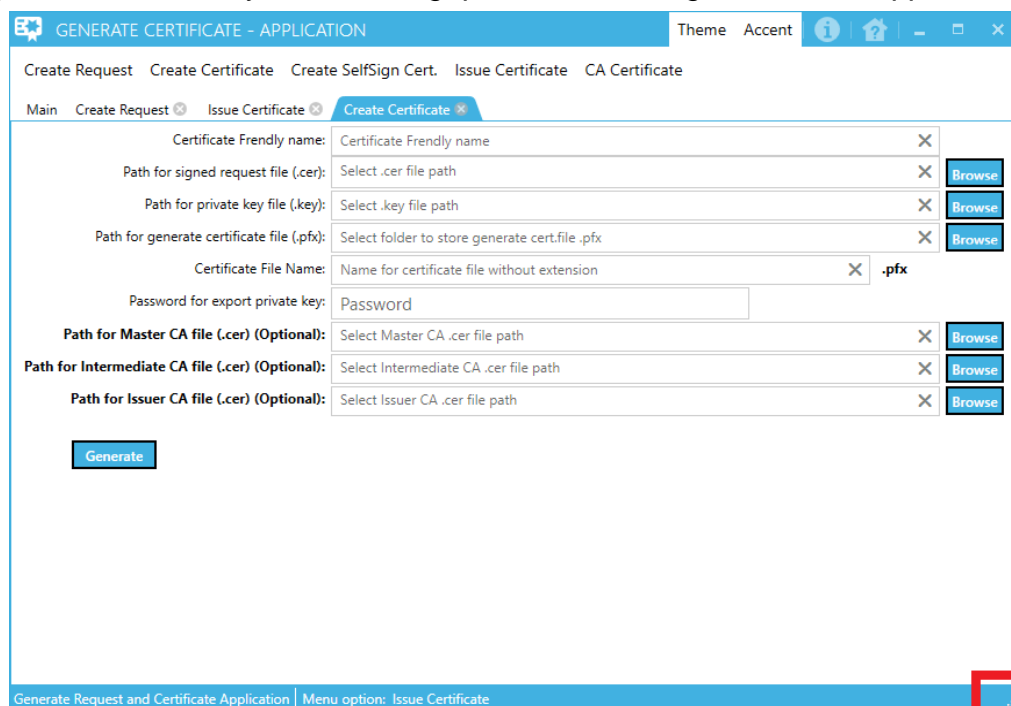 GENERATE CERTIFICATE - APPLICATION Theme Accent
Create Request Create Certificate Create SelfSign Cert. Issue Certificate CA Certificate
Main Create Request Issue Certificate Create Certificate
Certificate Frendly name: Certificate Frendly name
Path for signed request file (.cer): Select .cer file path Browse
Path for private key file (.key): Select .key file path Browse
Path for generate certificate file (.pfx): Select folder to store generate cert.file .pfx Browse
Certificate File Name: Name for certificate file without extension .pfx
Password for export private key: Password
Path for Master CA file (.cer) (Optional): Select Master CA .cer file path Browse
Path for Intermediate CA file (.cer) (Optional): Select Intermediate CA .cer file path Browse
Path for Issuer CA file (.cer) (Optional): Select Issuer CA .cer file path Browse
Generate
Generate Request and Certificate Application Menu option: Issue Certificate